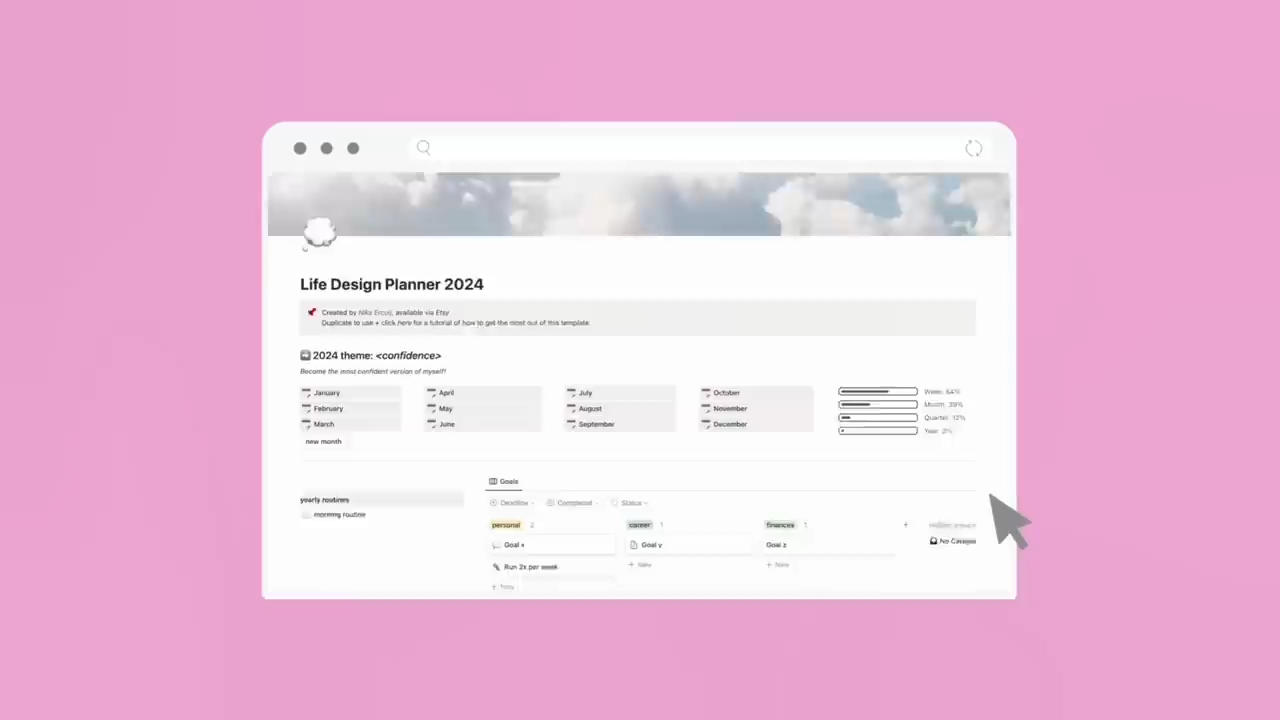 Life Design Planner 2024
Created by Nika Erculj, available via Etsy
Duplicate to use + click here for a tutorial of how to get the most out of this template.
2024 theme: <confidence>
Become the most confident version of myself!
January
February
March
new month
April
May
June
July
August
September
October
November
December
Week: 64%
Month: 39%
Quarter: 12%
Year: 2%
yearly routines
morning routine
Goals
Deadline
Completed
Status
personal 2
Goal x
Run 2x per week
+ New
career 1
Goal y
+ New
finances 1
Goal z
+ New
+
Hidden groups
No Category